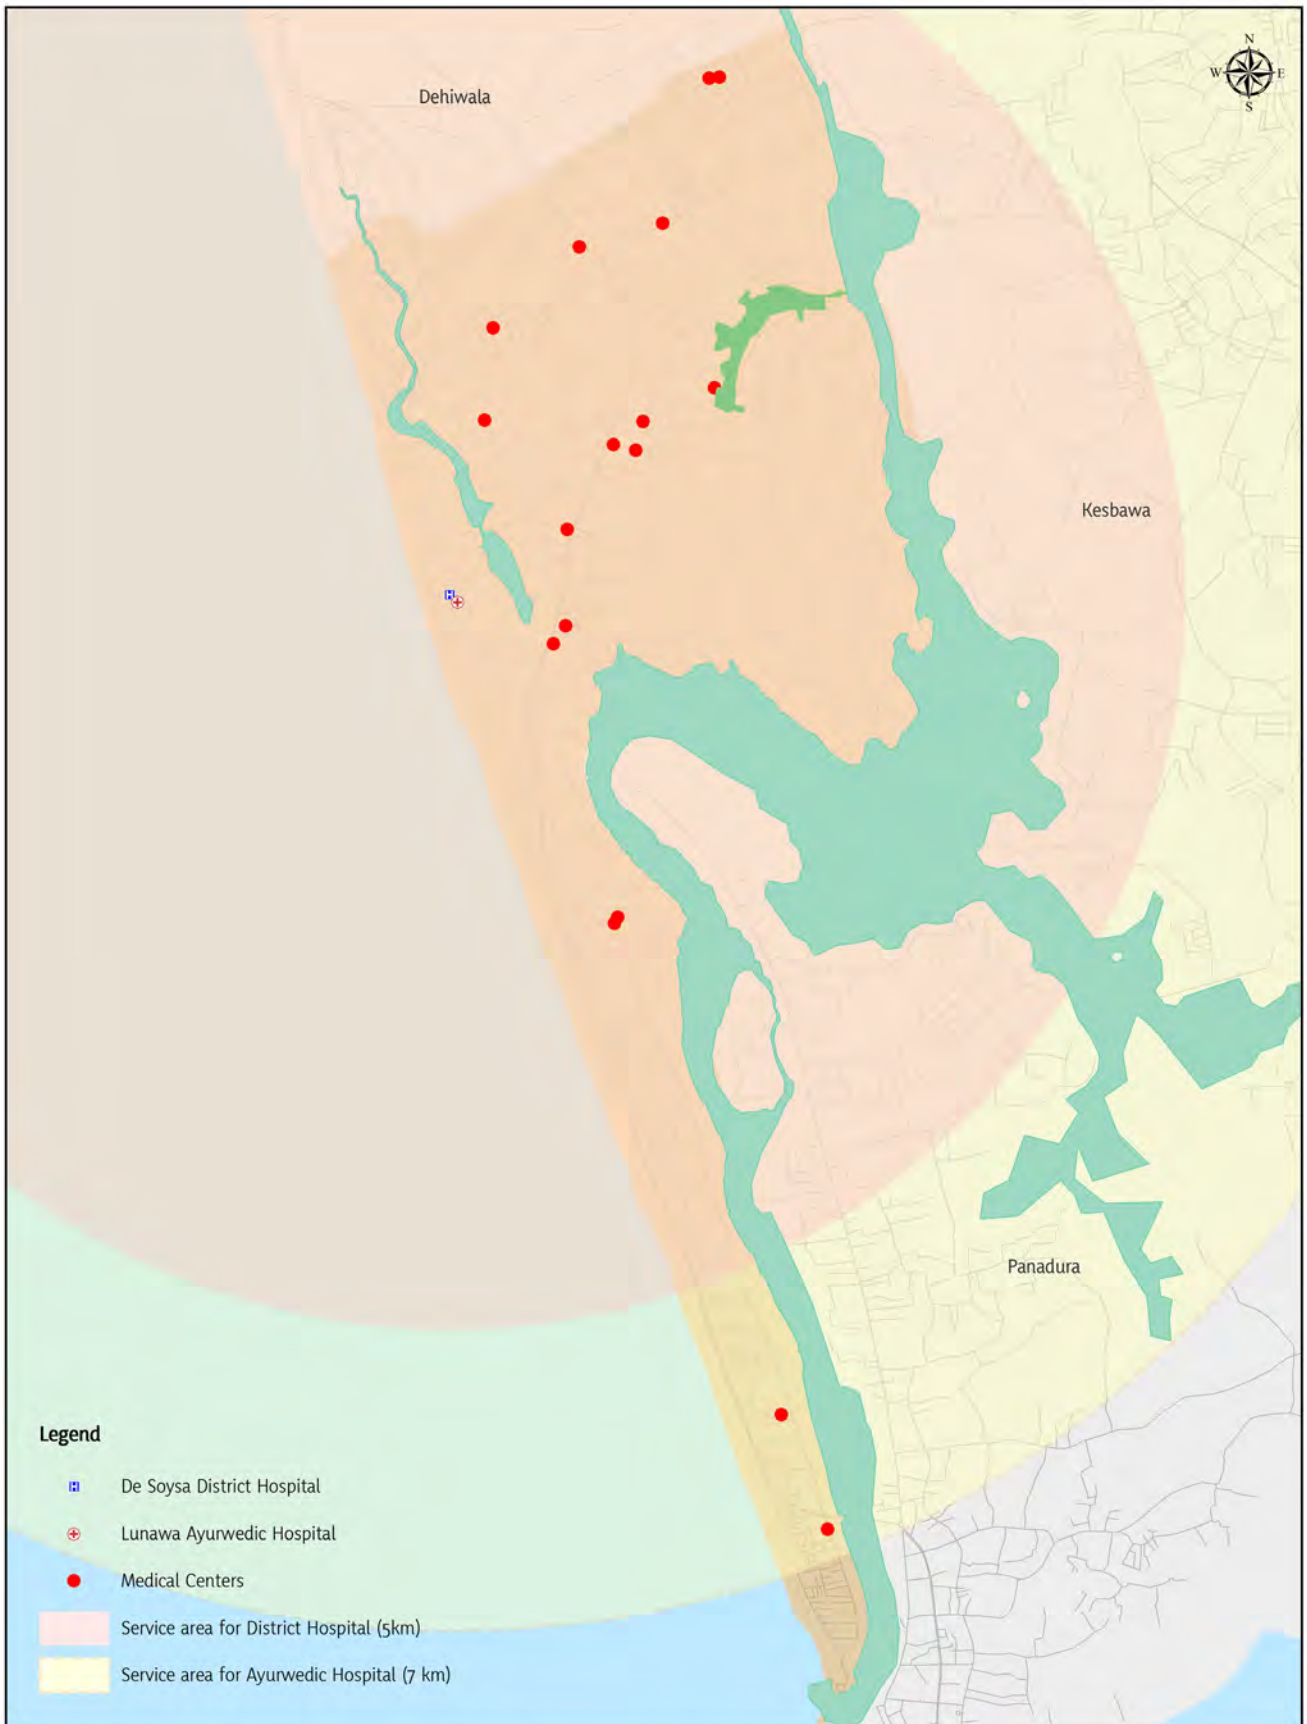 N
W E
S
Dehiwala
Kesbawa
Panadura
Legend
H De Soysa District Hospital
Lunawa Ayurwedic Hospital
Medical Centers
Service area for District Hospital (5km)
Service area for Ayurwedic Hospital (7 km)